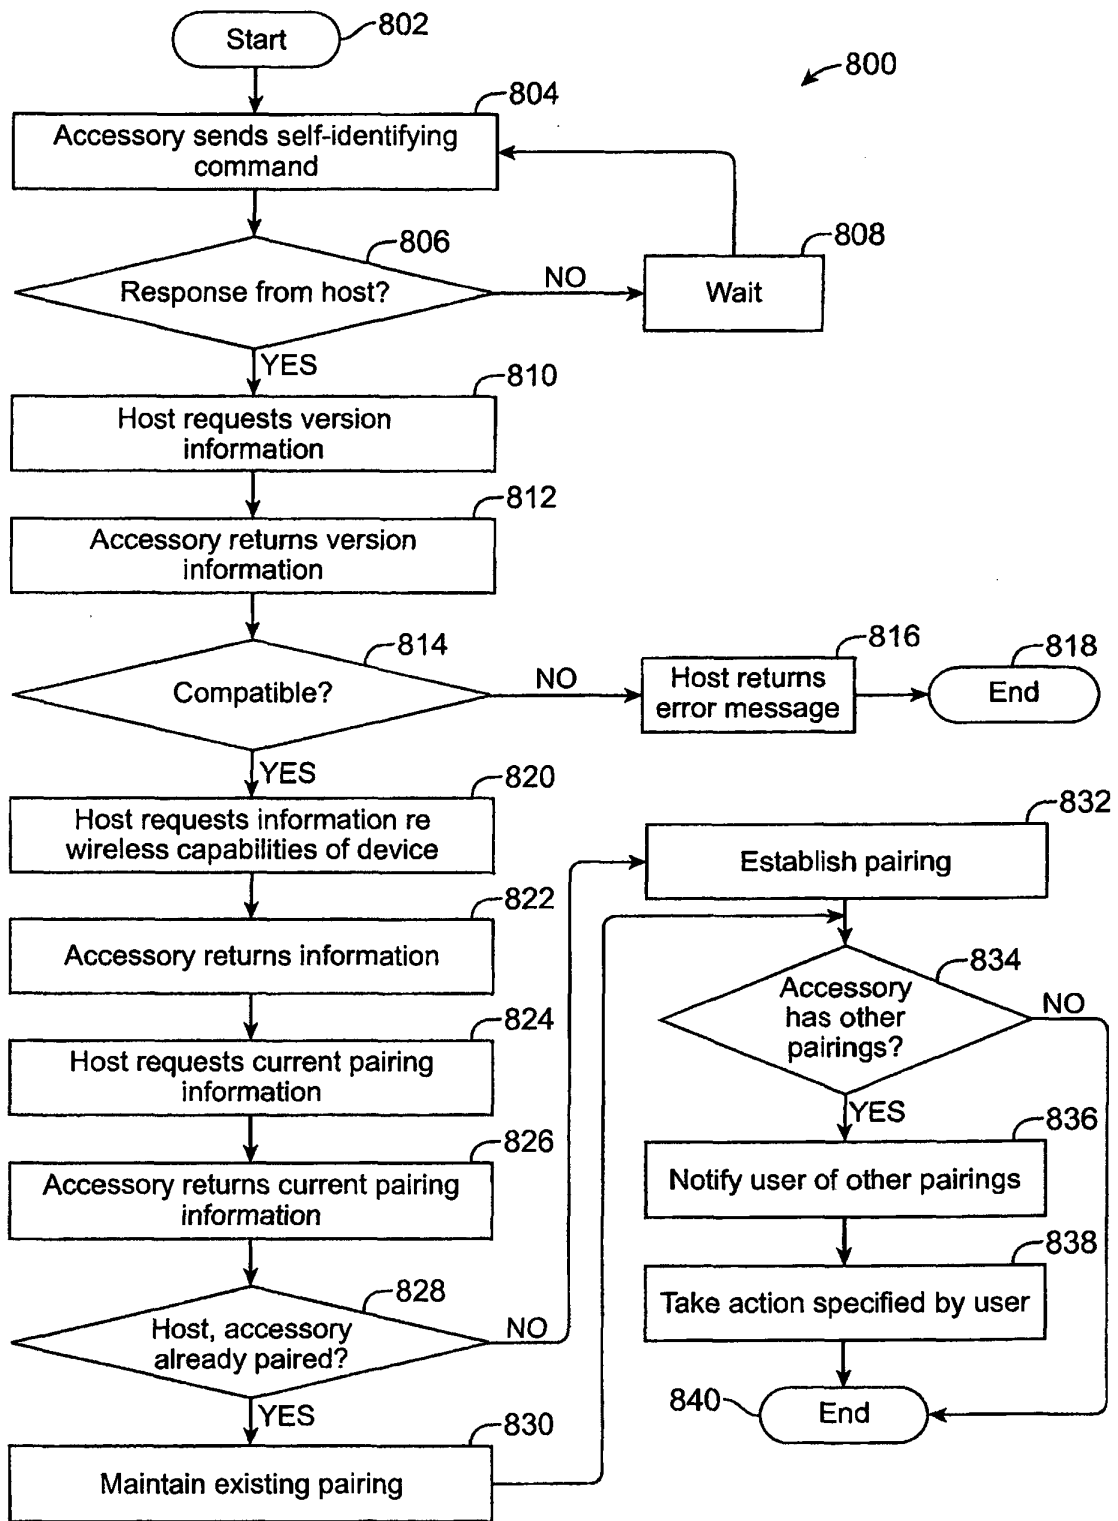 Start
802
800
804
Accessory sends self-identifying
command
806
Response from host?
NO
808
Wait
YES
810
Host requests version
information
812
Accessory returns version
information
814
Compatible?
NO
816
Host returns
error message
818
End
YES
820
Host requests information re
wireless capabilities of device
822
Accessory returns information
824
Host requests current pairing
information
826
Accessory returns current pairing
information
828
Host, accessory
already paired?
NO
YES
830
Maintain existing pairing
832
Establish pairing
834
Accessory
has other
pairings?
NO
YES
836
Notify user of other pairings
838
Take action specified by user
840
End